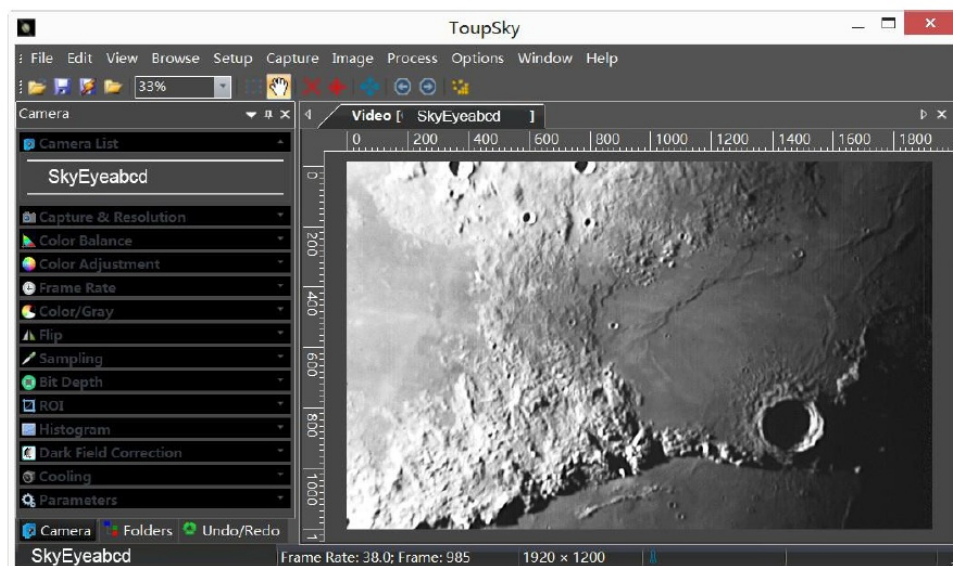 ToupSky
File Edit View Browse Setup Capture Image Process Options Window Help
33%
Camera
Video [ SkyEyeabcd ]
0 200 400 600 800 1000 1200 1400 1600 1800
Camera List
SkyEyeabcd
Capture & Resolution
Color Balance
Color Adjustment
Frame Rate
Color/Gray
Flip
Sampling
Bit Depth
ROI
Histogram
Dark Field Correction
Cooling
Parameters
0
200
400
600
800
1000
1
Camera Folders Undo/Redo
SkyEyeabcd Frame Rate: 38.0; Frame: 985 1920 × 1200